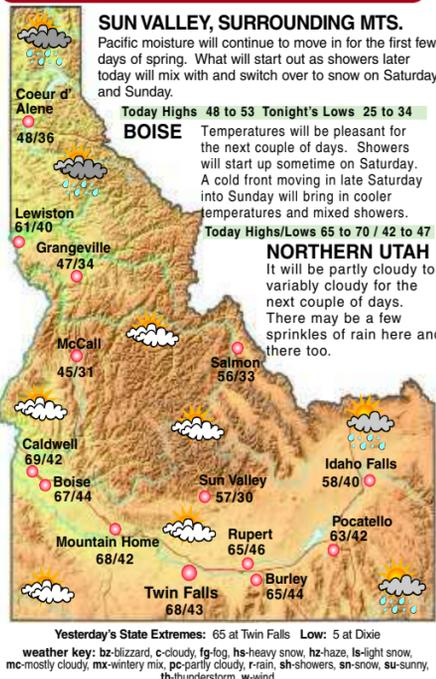 SUN VALLEY, SURROUNDING MTS.
Pacific moisture will continue to move in for the first few
days of spring. What will start out as showers later
today will mix with and switch over to snow on Saturday
and Sunday.
Today Highs 48 to 53 Tonight's Lows 25 to 34
BOISE
Temperatures will be pleasant for
the next couple of days. Showers
will start up sometime on Saturday.
A cold front moving in late Saturday
into Sunday will bring in cooler
temperatures and mixed showers.
Today Highs/Lows 65 to 70 / 42 to 47
NORTHERN UTAH
It will be partly cloudy to
variably cloudy for the
next couple of days.
There may be a few
sprinkles of rain here and
there too.
Coeur d'
Alene
48/36
Lewiston
61/40
Grangeville
47/34
McCall
45/31
Salmon
56/33
Caldwell
69/42
Boise
67/44
Sun Valley
57/30
Idaho Falls
58/40
Mountain Home
68/42
Rupert
65/46
Pocatello
63/42
Twin Falls
68/43
Burley
64/44
Yesterday's State Extremes: 65 at Twin Falls Low: 5 at Dixie
weather key: bz-blizzard, c-cloudy, fg-fog, hs-heavy snow, hz-haze, ls-light snow,
mc-mostly cloudy, mx-wintery mix, pc-partly cloudy, r-rain, sh-showers, sn-snow, su-sunny,
th-thunderstorm, w-wind